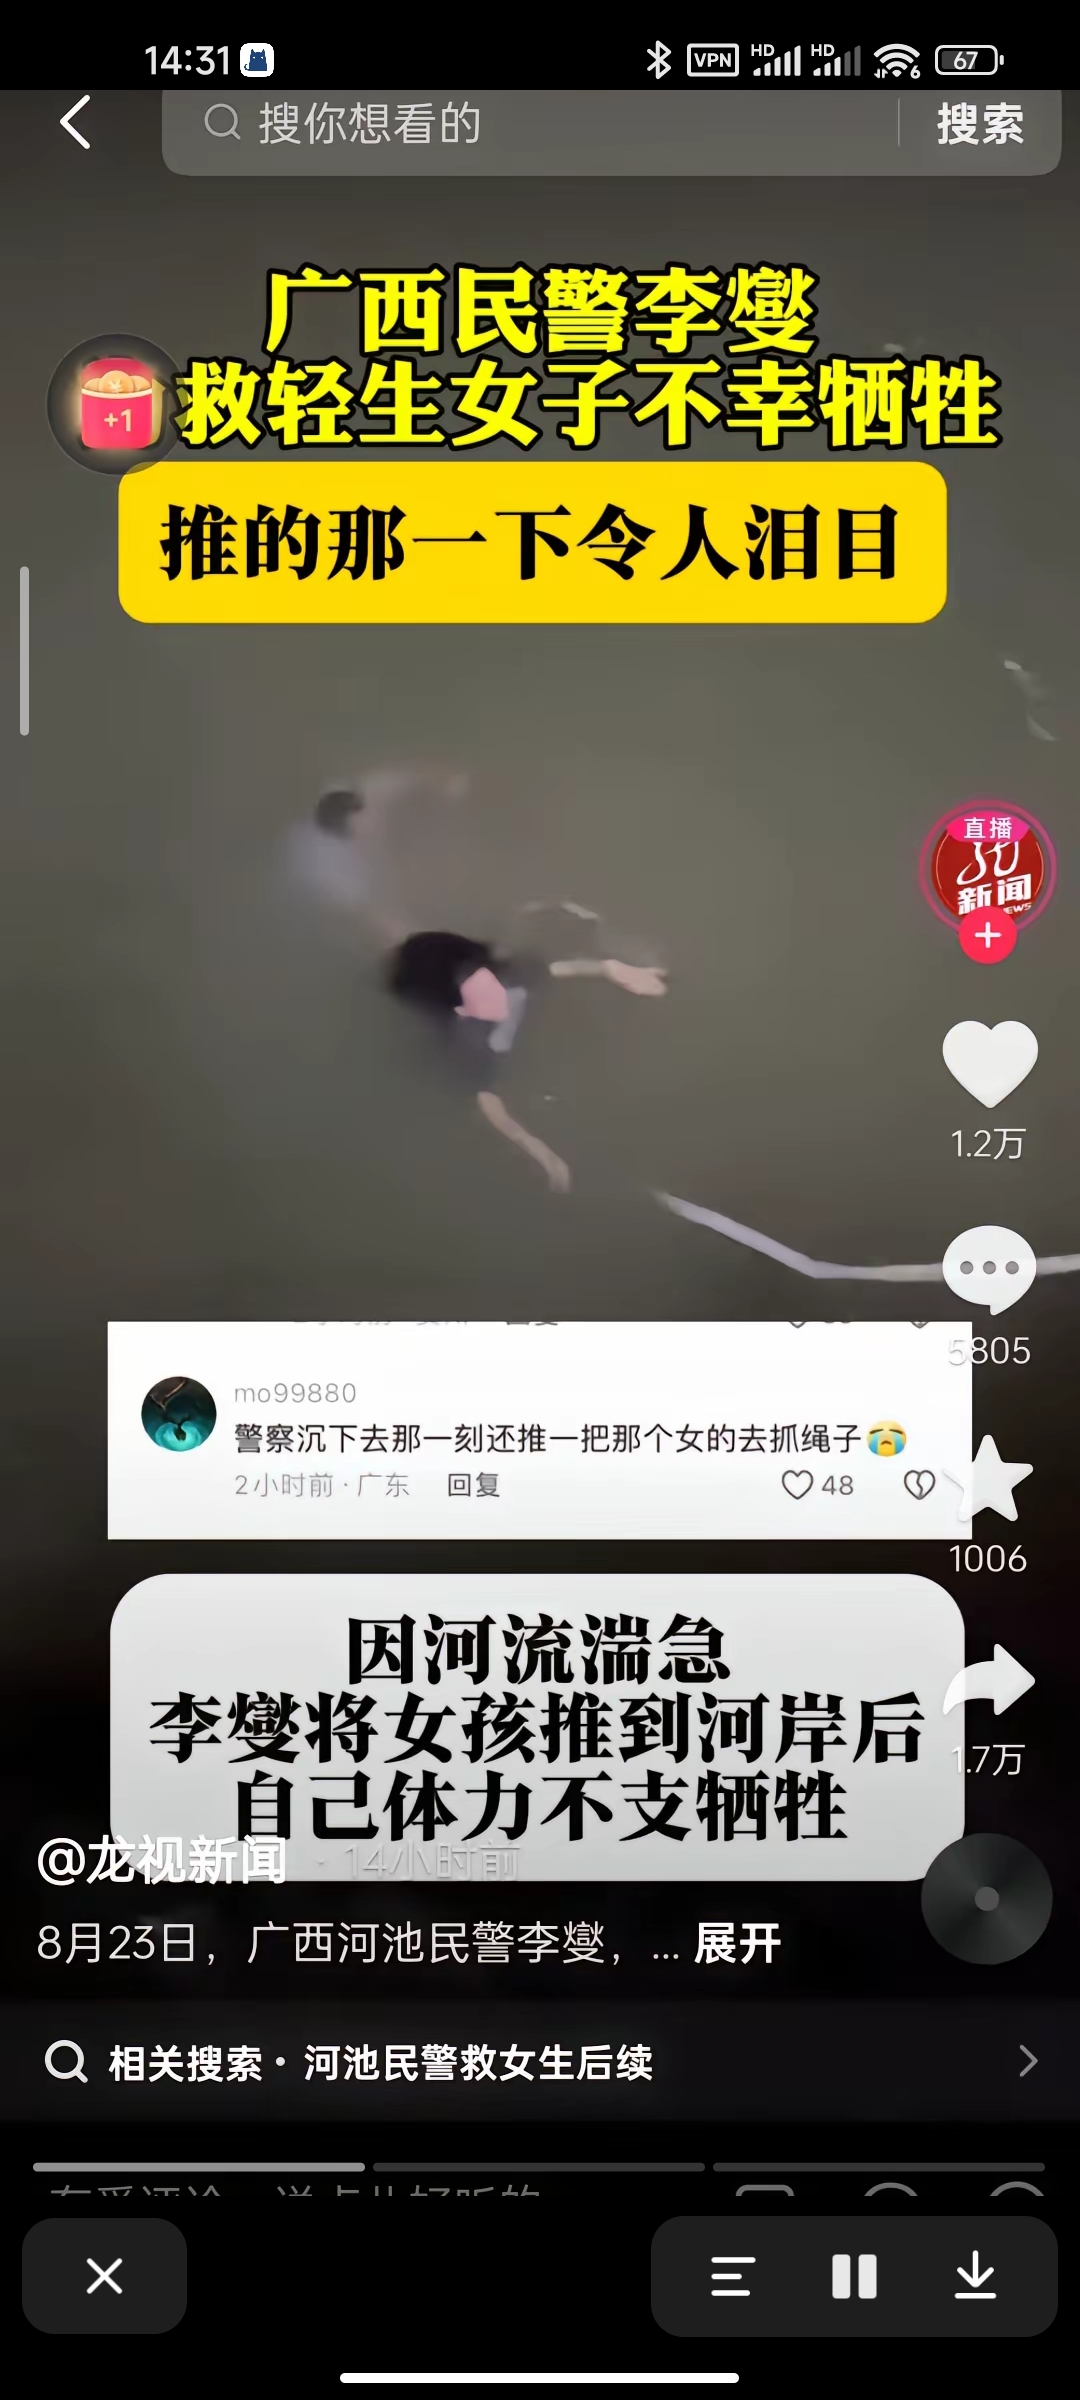 14:31
VPN
HD
HD
6
67
搜你想看的
搜索
广西民警李燮
+1
救轻生女子不幸牺牲
推的那一下令人泪目
直播
新闻
NEWS
1.2万
5805
mo99880
警察沉下去那一刻还推一把那个女的去抓绳子😭
2小时前·广东
回复
48
1006
因河流湍急
李燮将女孩推到河岸后
自己体力不支牺牲
1.7万
@龙视新闻 · 14小时前
8月23日，广西河池民警李燮，... 展开
相关搜索·河池民警救女生后续